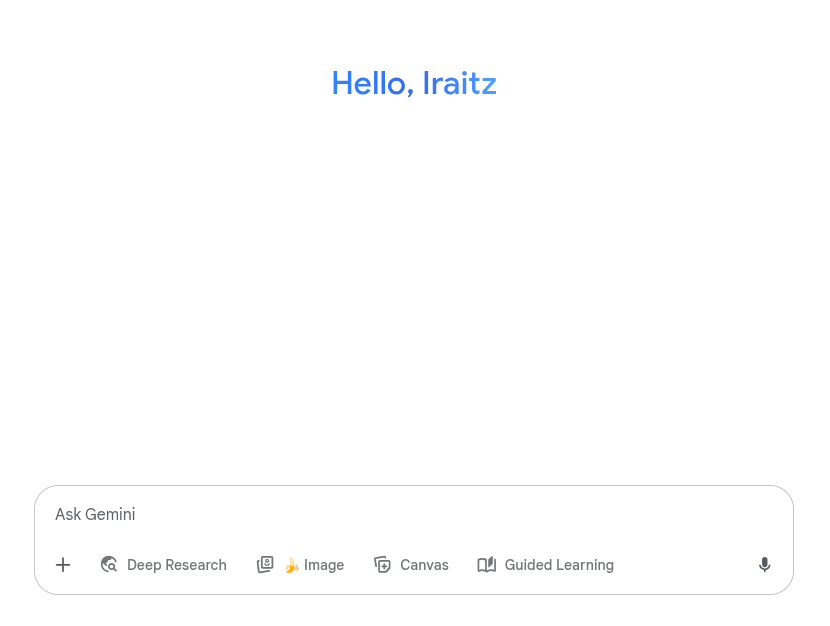 Hello, Iraitz
Ask Gemini
Deep Research 🍌 Image Canvas Guided Learning